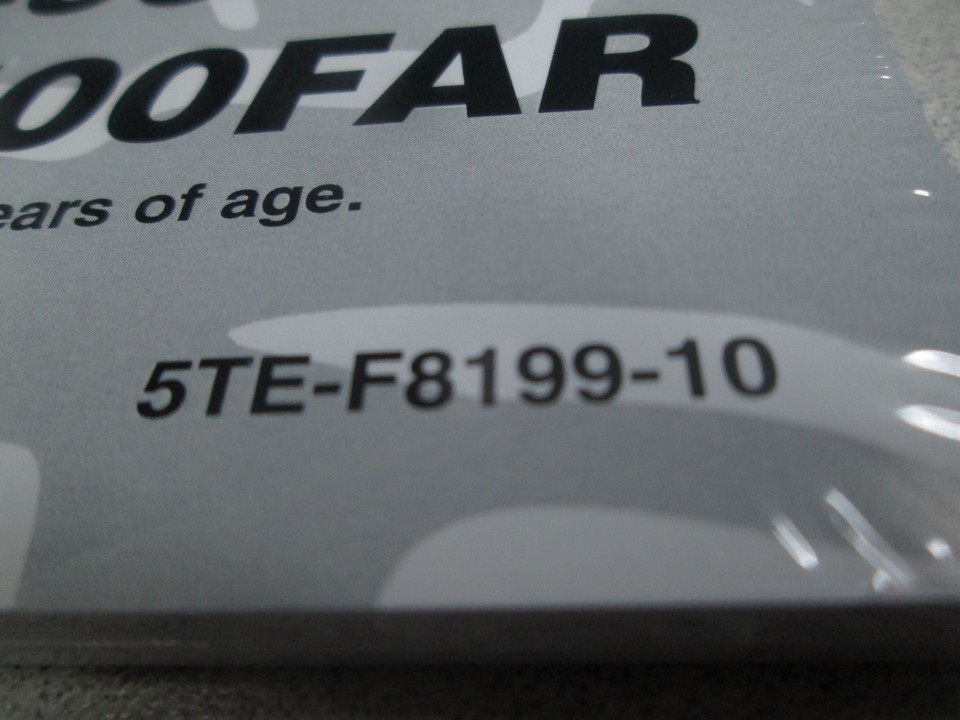 00FAR
ears of age.
5TE-F8199-10